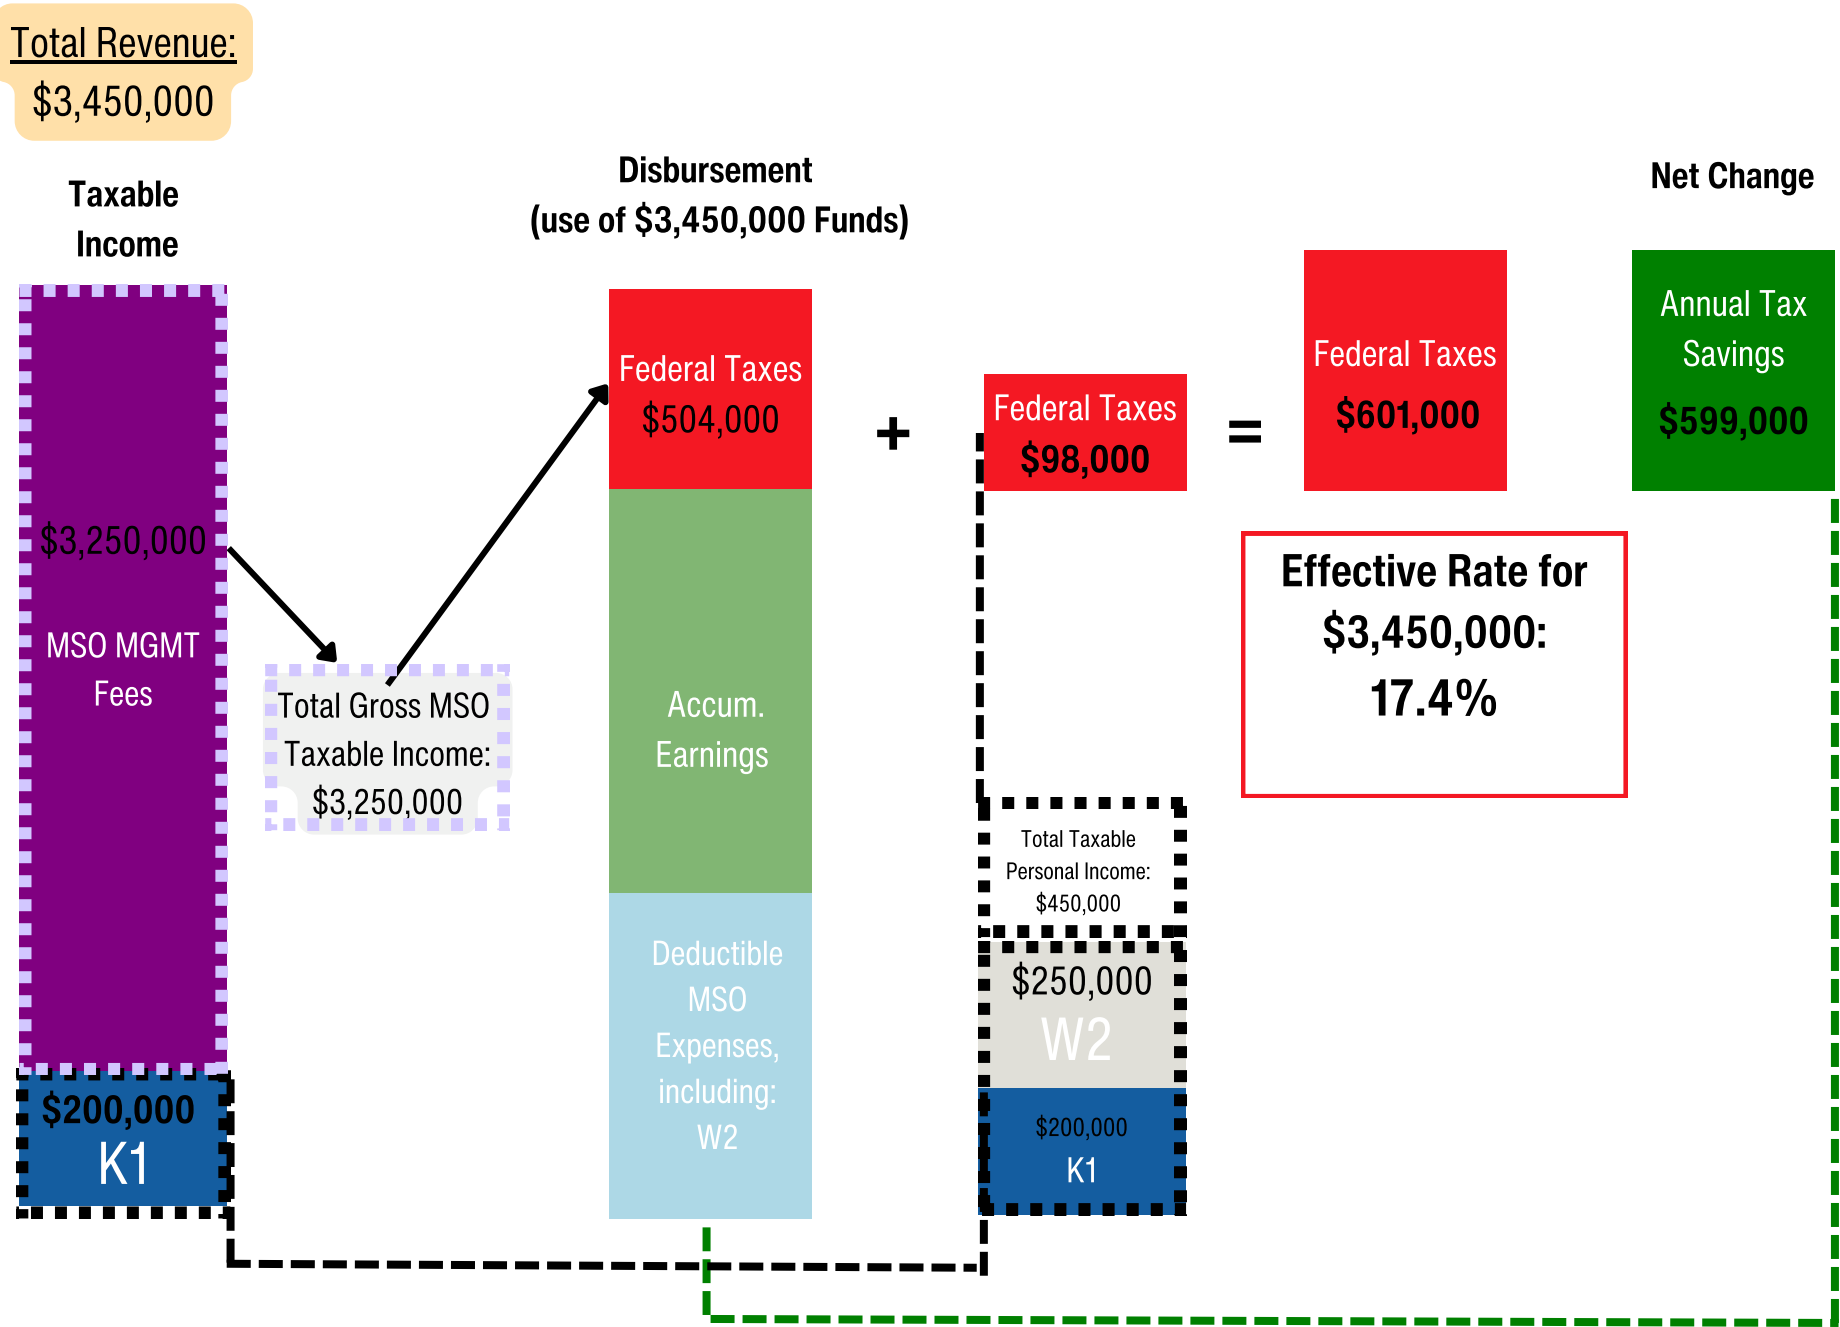 Total Revenue:
$3,450,000
Taxable
Income
$3,250,000
MSO MGMT
Fees
$200,000
K1
Total Gross MSO
Taxable Income:
$3,250,000
Disbursement
(use of $3,450,000 Funds)
Federal Taxes
$504,000
Accum.
Earnings
Deductible
MSO
Expenses,
including:
W2
+
Federal Taxes
$98,000
Total Taxable
Personal Income:
$450,000
$250,000
W2
$200,000
K1
=
Federal Taxes
$601,000
Effective Rate for
$3,450,000:
17.4%
Net Change
Annual Tax
Savings
$599,000